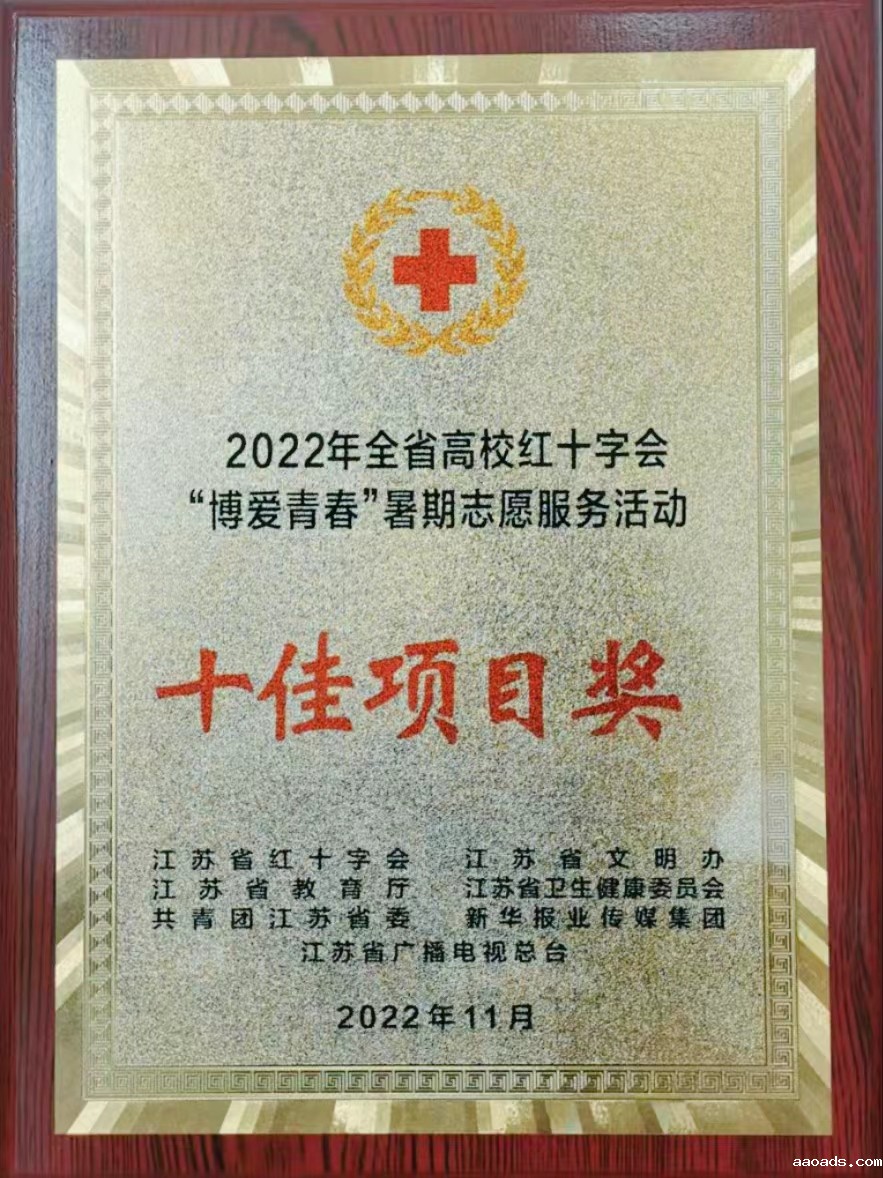 2022年全省高校红十字会
“博爱青春”暑期志愿服务活动
十佳项目奖
江苏省红十字会 江苏省文明办
江苏省教育厅 江苏省卫生健康委员会
共青团江苏省委 新华报业传媒集团
江苏省广播电视总台
2022年11月
aaoads.com